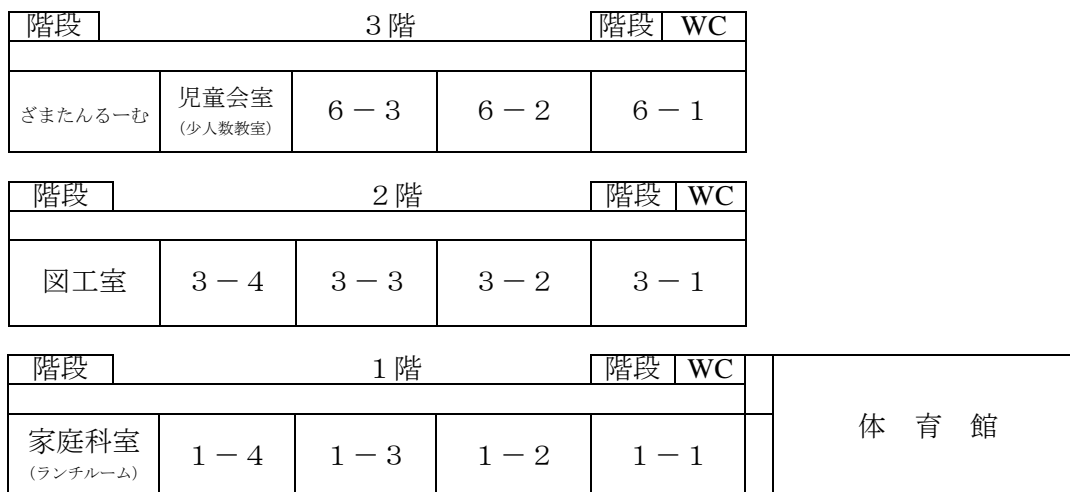 階段 3階 階段 WC
ざまたんるーむ 児童会室 6-3 6-2 6-1
(少人数教室)
階段 2階 階段 WC
図工室 3-4 3-3 3-2 3-1
階段 1階 階段 WC
家庭科室 1-4 1-3 1-2 1-1 体育館
(ランチルーム)